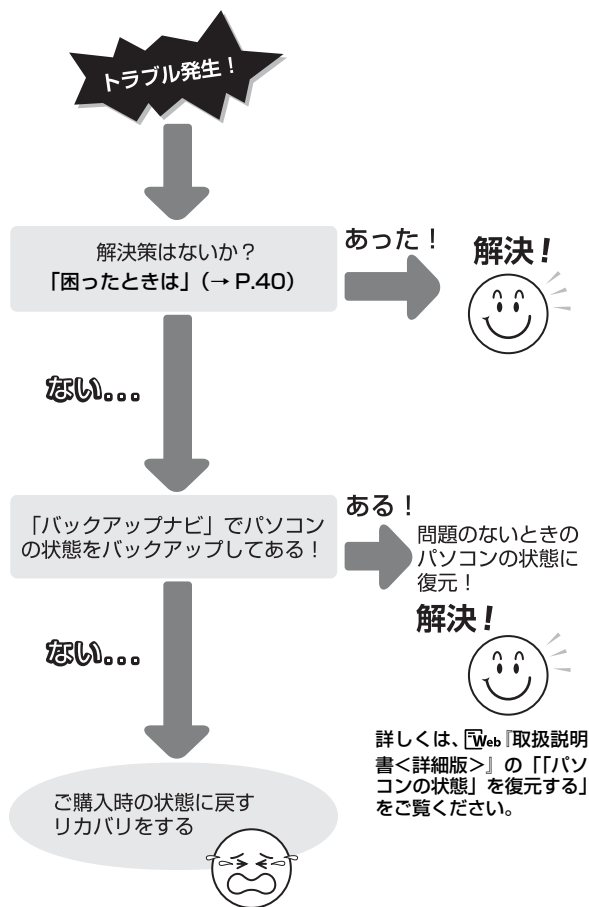 トラブル発生！
解決策はないか？
「困ったときは」（→ P.40）
あった！
解決！
ない...
「バックアップナビ」でパソコン
の状態をバックアップしてある！
ある！
問題のないときの
パソコンの状態に
復元！
解決！
詳しくは、Web『取扱説明
書＜詳細版＞』の「「パソ
コンの状態」を復元する」
をご覧ください。
ない...
ご購入時の状態に戻す
リカバリをする